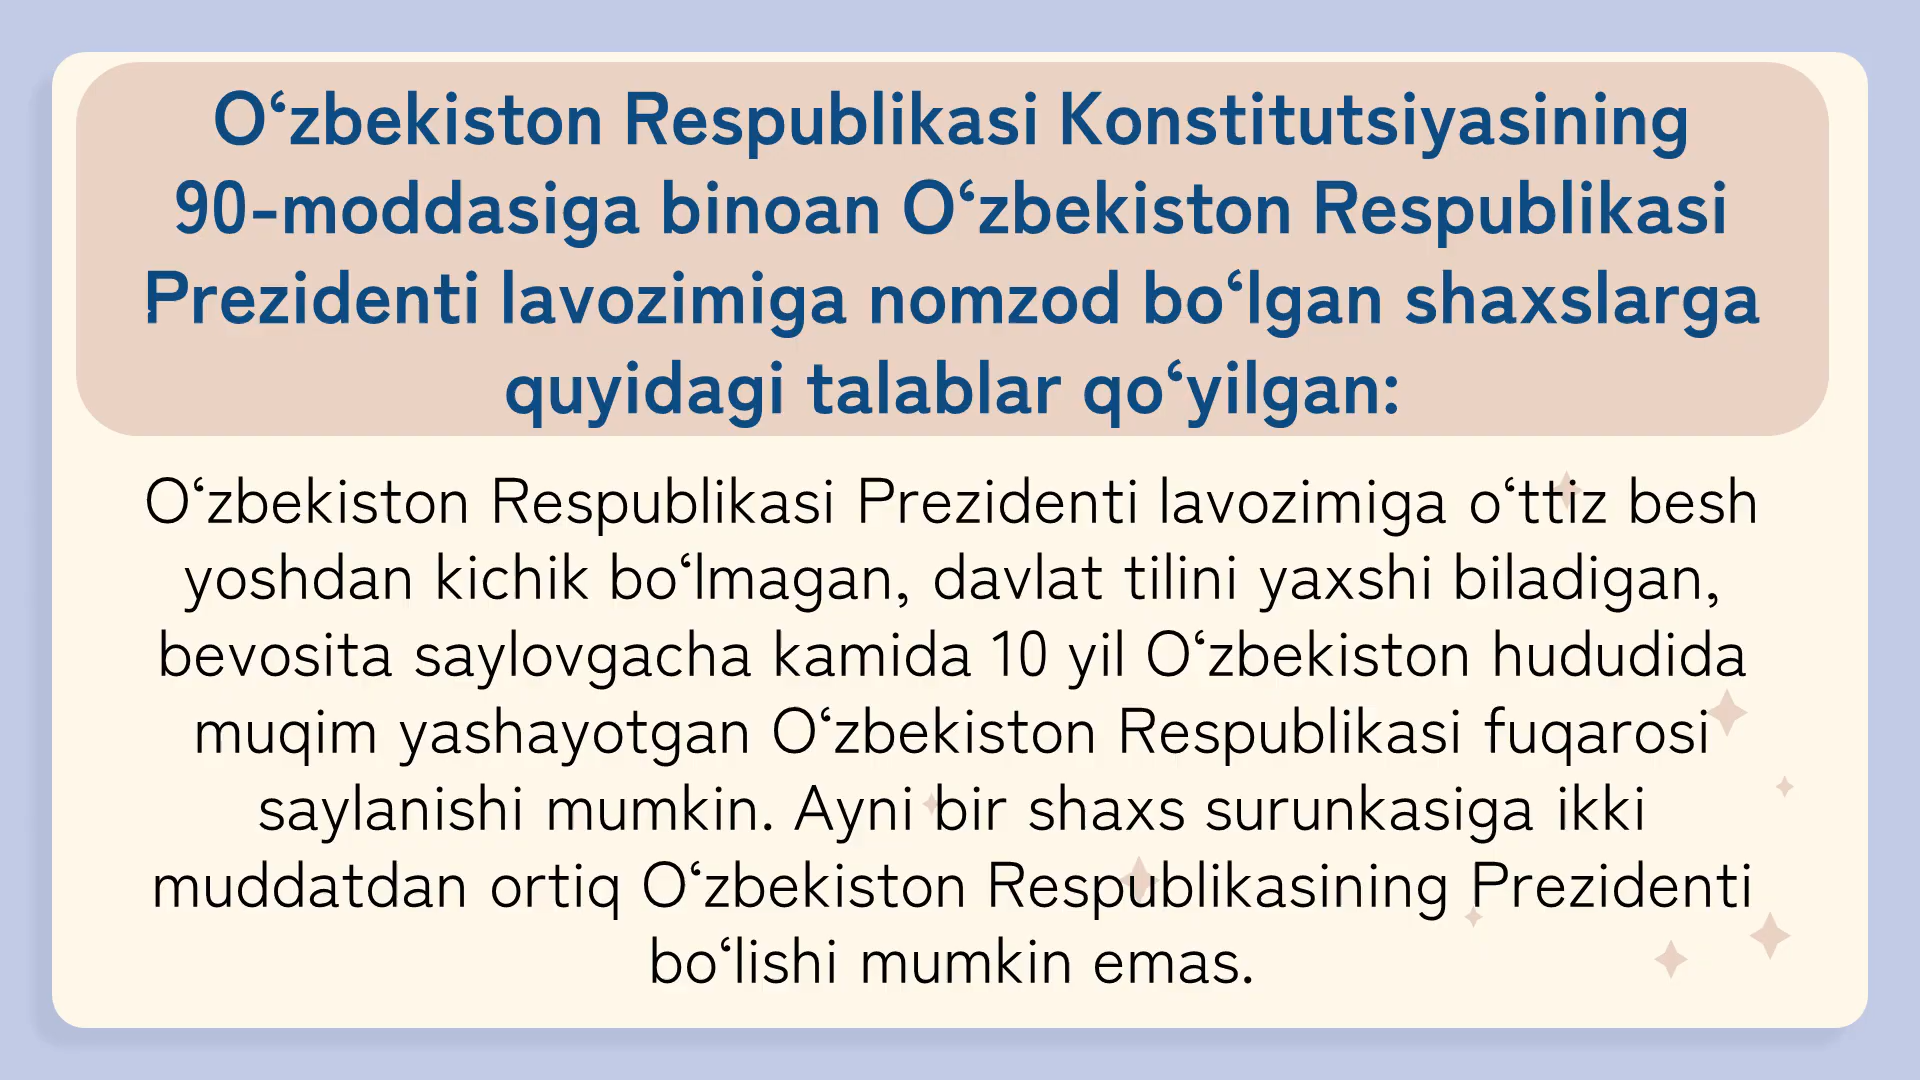 O‘zbekiston Respublikasi Konstitutsiyasining
90-moddasiga binoan O‘zbekiston Respublikasi
Prezidenti lavozimiga nomzod bo‘lgan shaxslarga
quyidagi talablar qo‘yilgan:
O‘zbekiston Respublikasi Prezidenti lavozimiga o‘ttiz besh
yoshdan kichik bo‘lmagan, davlat tilini yaxshi biladigan,
bevosita saylovgacha kamida 10 yil O‘zbekiston hududida
muqim yashayotgan O‘zbekiston Respublikasi fuqarosi
saylanishi mumkin. Ayni bir shaxs surunkasiga ikki
muddatdan ortiq O‘zbekiston Respublikasining Prezidenti
bo‘lishi mumkin emas.